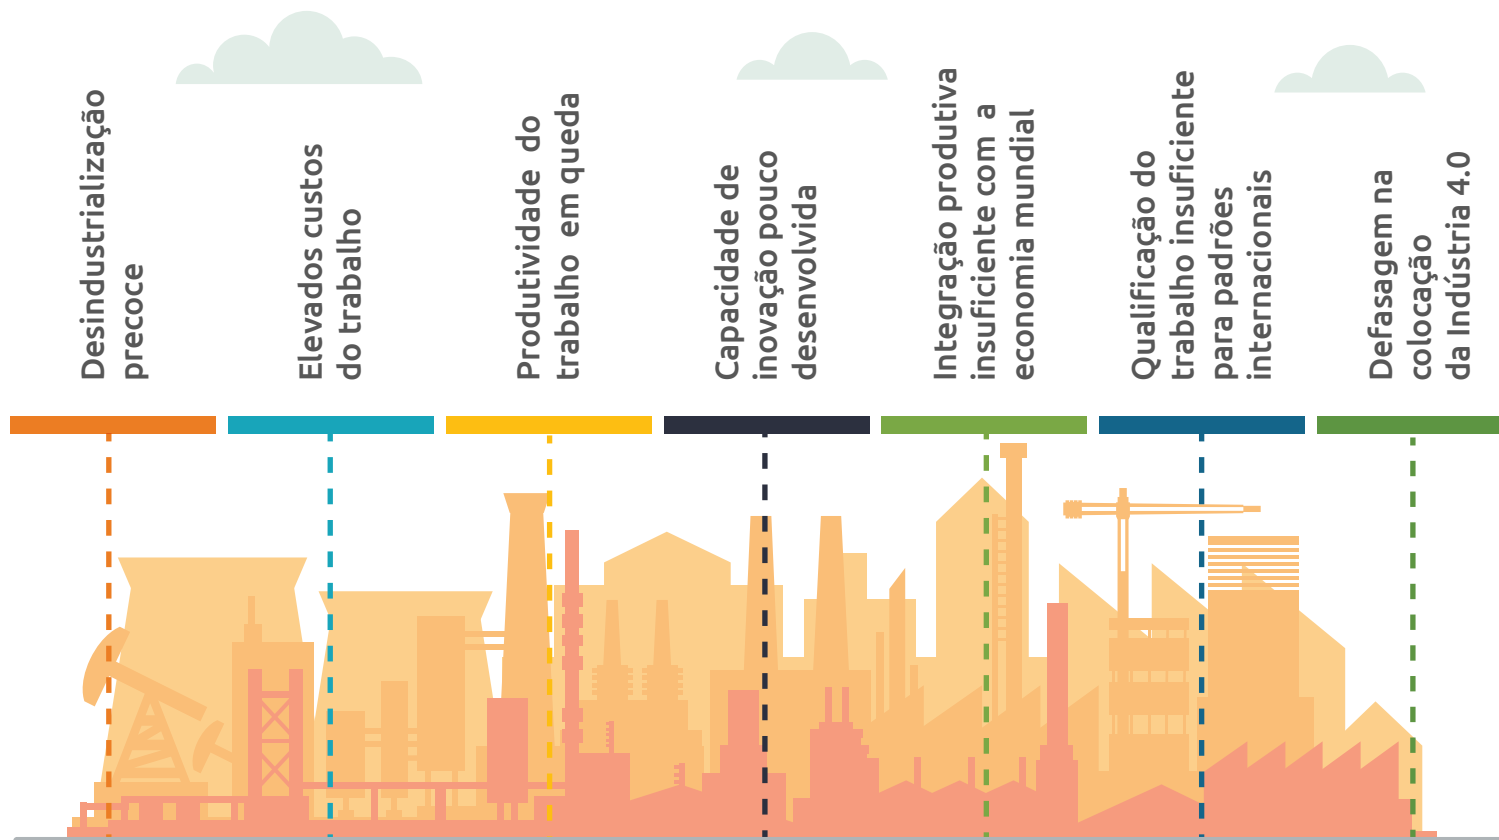 Desindustrialização
precoce
Elevados custos
do trabalho
Produtividade do
trabalho em queda
Capacidade de
inovação pouco
desenvolvida
Integração produtiva
insuficiente com a
economia mundial
Qualificação do
trabalho insuficiente
para padrões
internacionais
Defasagem na
colocação
da Indústria 4.0